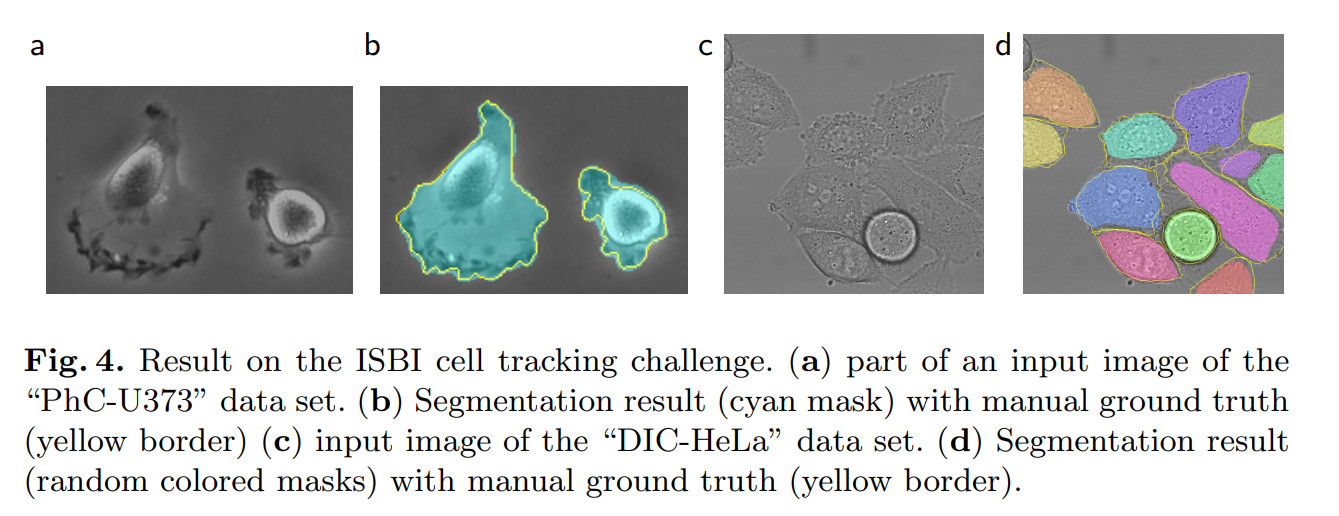 a b c d
Fig. 4. Result on the ISBI cell tracking challenge. (a) part of an input image of the
“PhC-U373” data set. (b) Segmentation result (cyan mask) with manual ground truth
(yellow border) (c) input image of the “DIC-HeLa” data set. (d) Segmentation result
(random colored masks) with manual ground truth (yellow border).